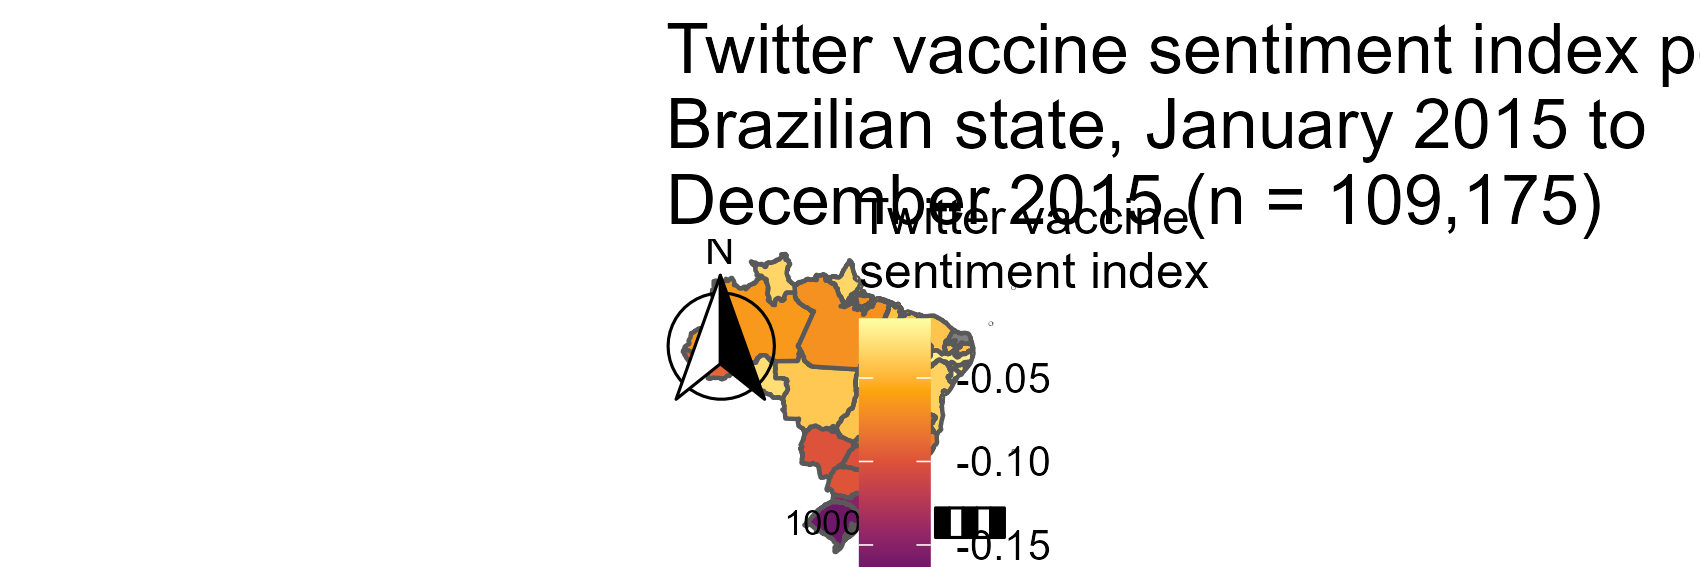 Twitter vaccine sentiment index p
Brazilian state, January 2015 to
December 2015 (n = 109,175)
Twitter vaccine
sentiment index
N
-0.05
-0.10
-0.15
1000